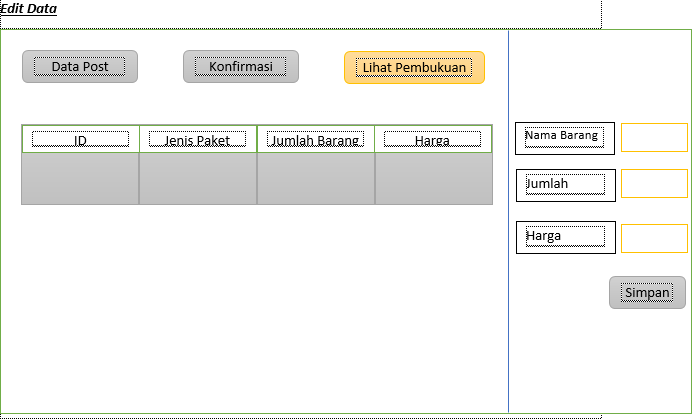 Edit Data
Data Post
Konfirmasi
Lihat Pembukuan
ID
Jenis Paket
Jumlah Barang
Harga
Nama Barang
Jumlah
Harga
Simpan